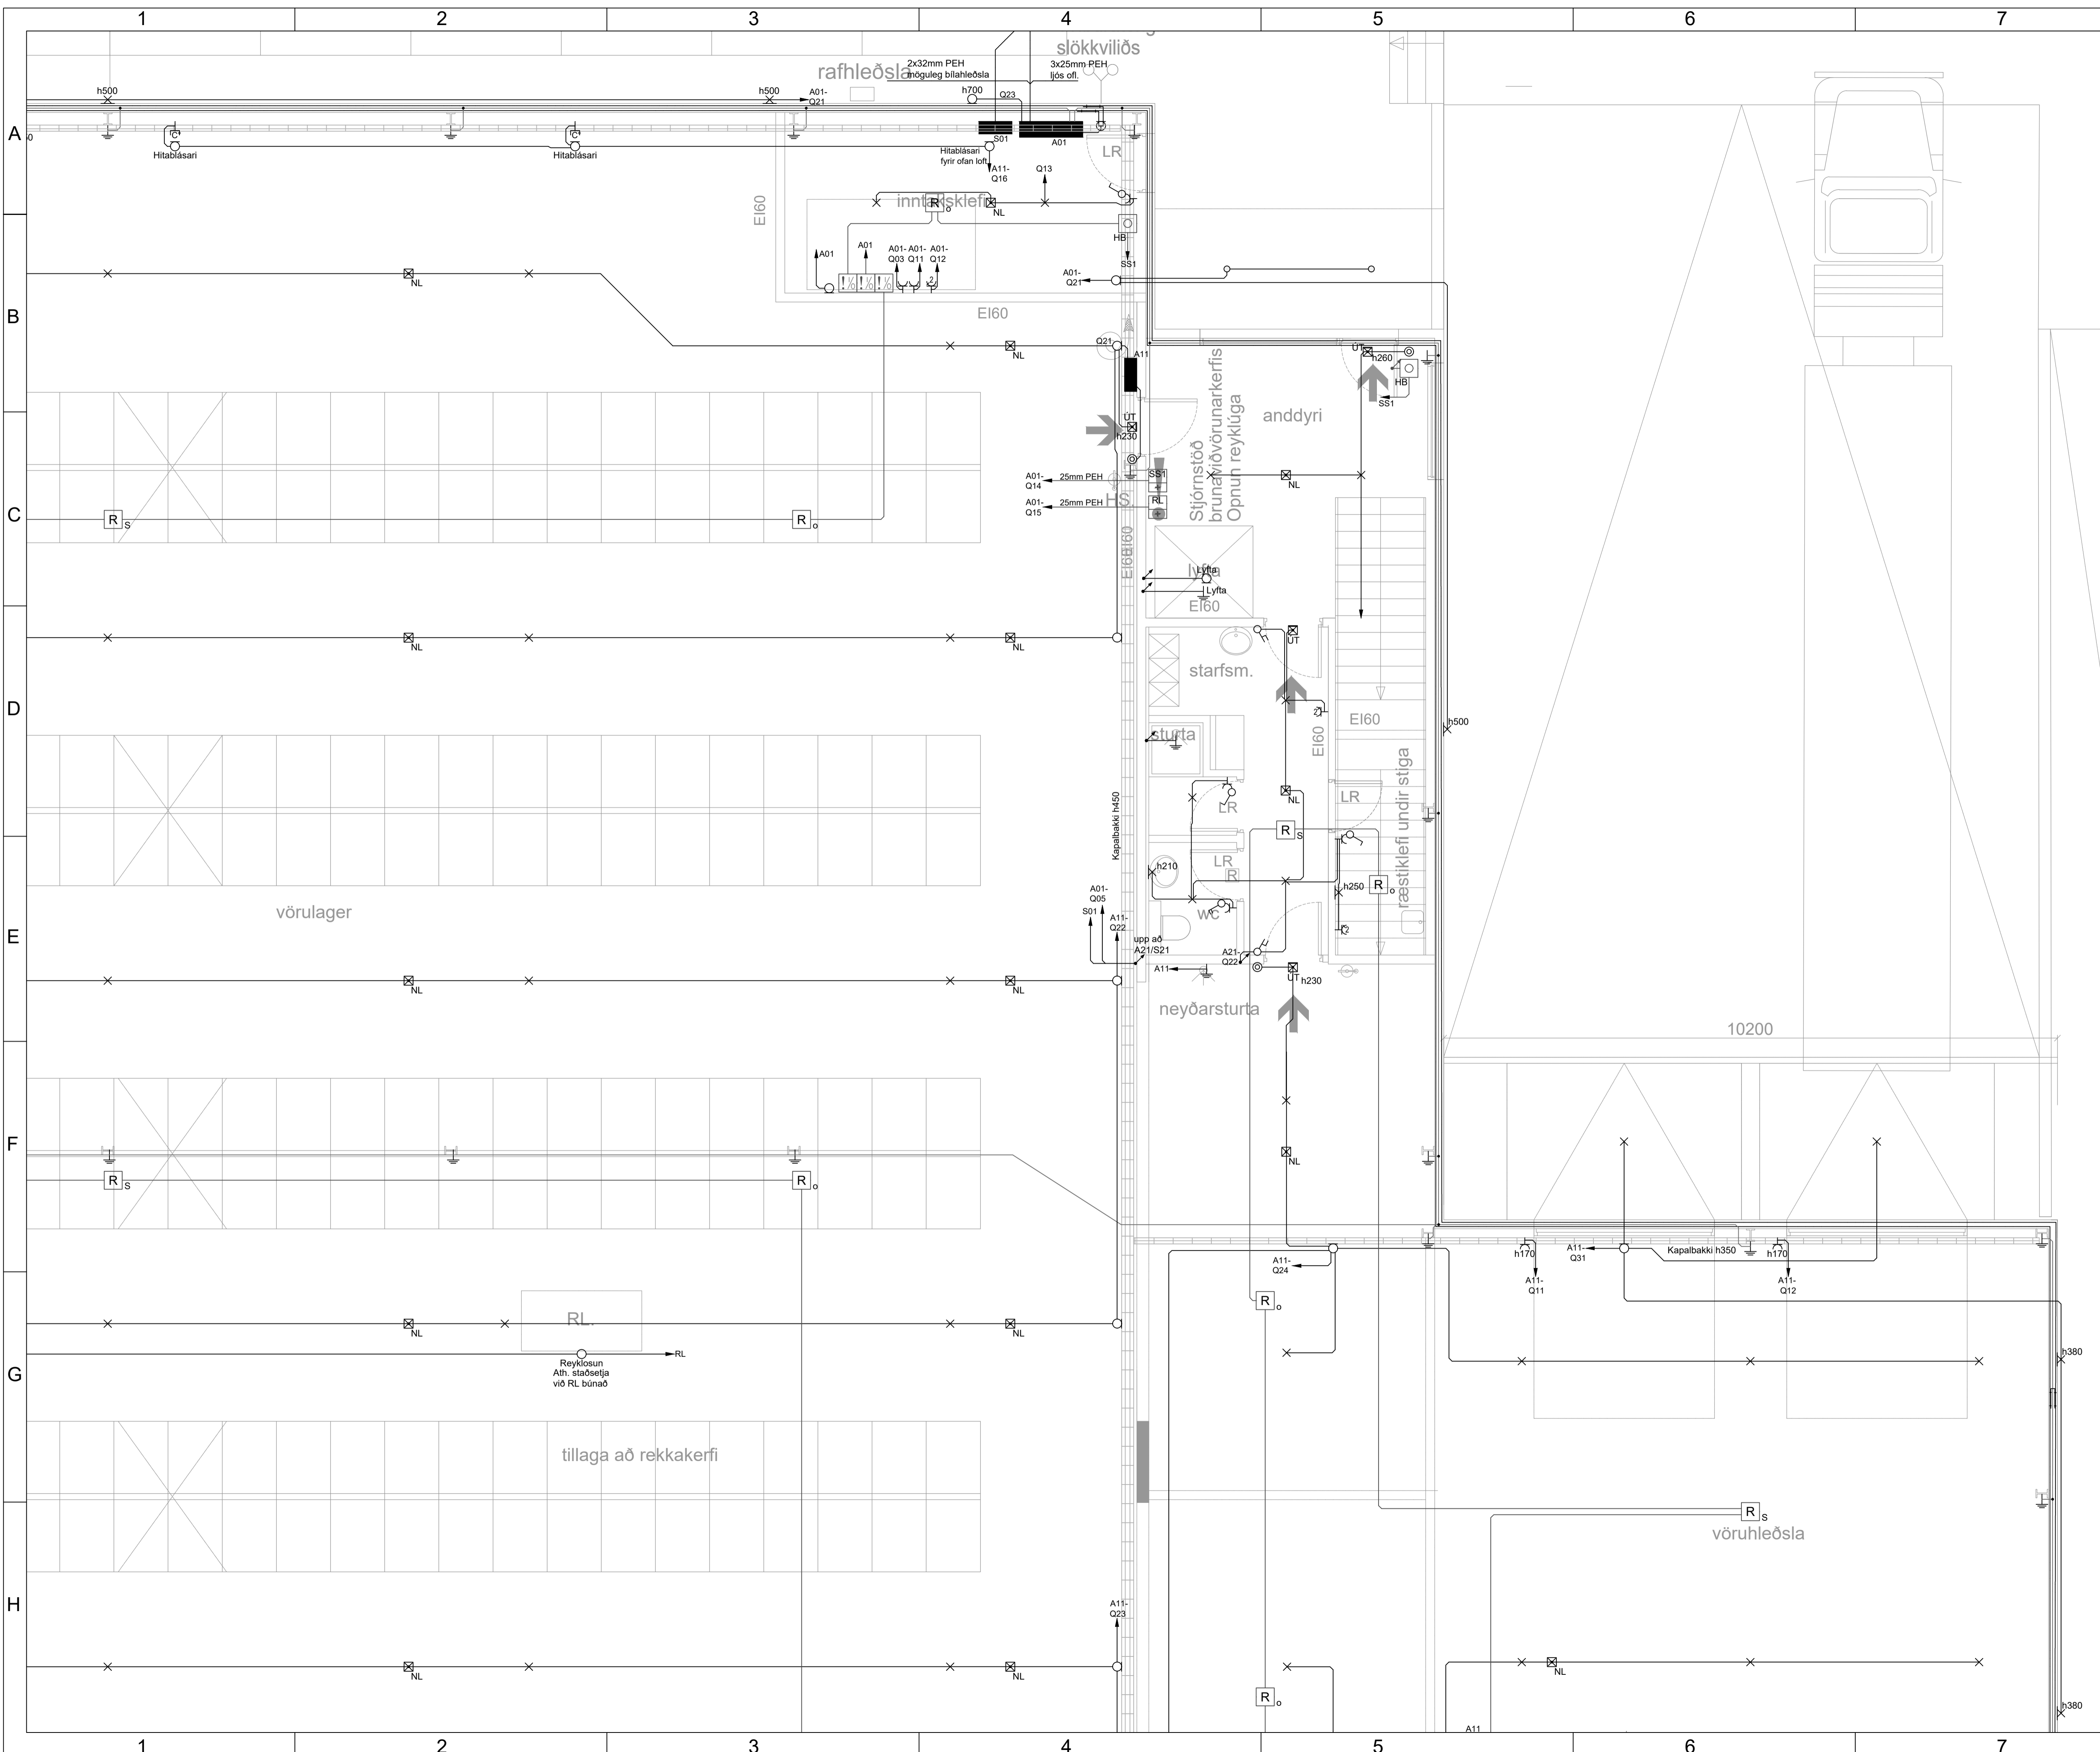 1 2 3 4 5 6 7
slökkviliðs
rafhleðsla
2x32mm PEH
möguleg bílahleðsla
3x25mm PEH
ljós ofl.
h500
h500
A01-
Q21
h700
Q23
A
S01
A01
LR
Hitablásari
Hitablásari
Hitablásari
fyrir ofan loft
A11-
Q16
Q13
EI60
inntaksklefi
R o
NL
HB
SS1
A01
A01
A01-
Q03
A01-
Q11
A01-
Q12
2
A01-
Q21
NL
B
EI60
Q21
NL
A11
ÚT
h260
HB
SS1
ÚT
h230
anddyri
Stjórnstöð
brunaviðvörunarkerfis
Opnun reyklúga
A01-
Q14
25mm PEH
SS1
NL
A01-
Q15
25mm PEH
HS.
RL
C
R S
R o
EI60
EI60
lyfta
Lyfta
Lyfta
EI60
NL
NL
ÚT
starfsm.
D
EI60
EI60
2
h500
sturta
ræstiklefi undir stiga
Kapalbakki h450
LR
NL
LR
R S
LR
R
h210
h250
R o
vörulager
A01-
Q05
S01
A11-
Q22
wc
2
E
upp að
A21/S21
A21-
Q22
A11
NL
NL
ÚT
h230
neyðarsturta
10200
F
NL
R S
R o
h170
A11-
Q31
Kapalbakki h350
h170
A11-
Q24
A11-
Q11
A11-
Q12
R o
RL.
NL
NL
RL
Reyklosun
Ath. staðsetja
við RL búnað
h380
G
tillaga að rekkakerfi
R S
vöruhleðsla
H
A11-
Q23
NL
NL
NL
R o
h380
A11
1 2 3 4 5 6 7